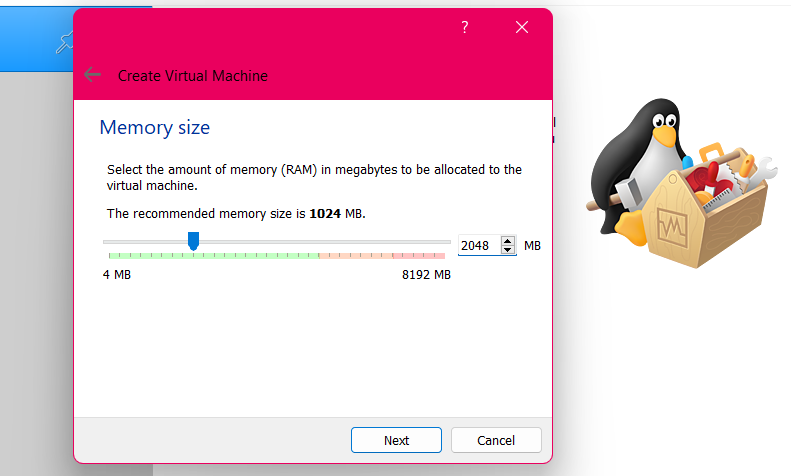 ?
Create Virtual Machine
Memory size
Select the amount of memory (RAM) in megabytes to be allocated to the
virtual machine.
The recommended memory size is 1024 MB.
2048 MB
4 MB 8192 MB
Next Cancel